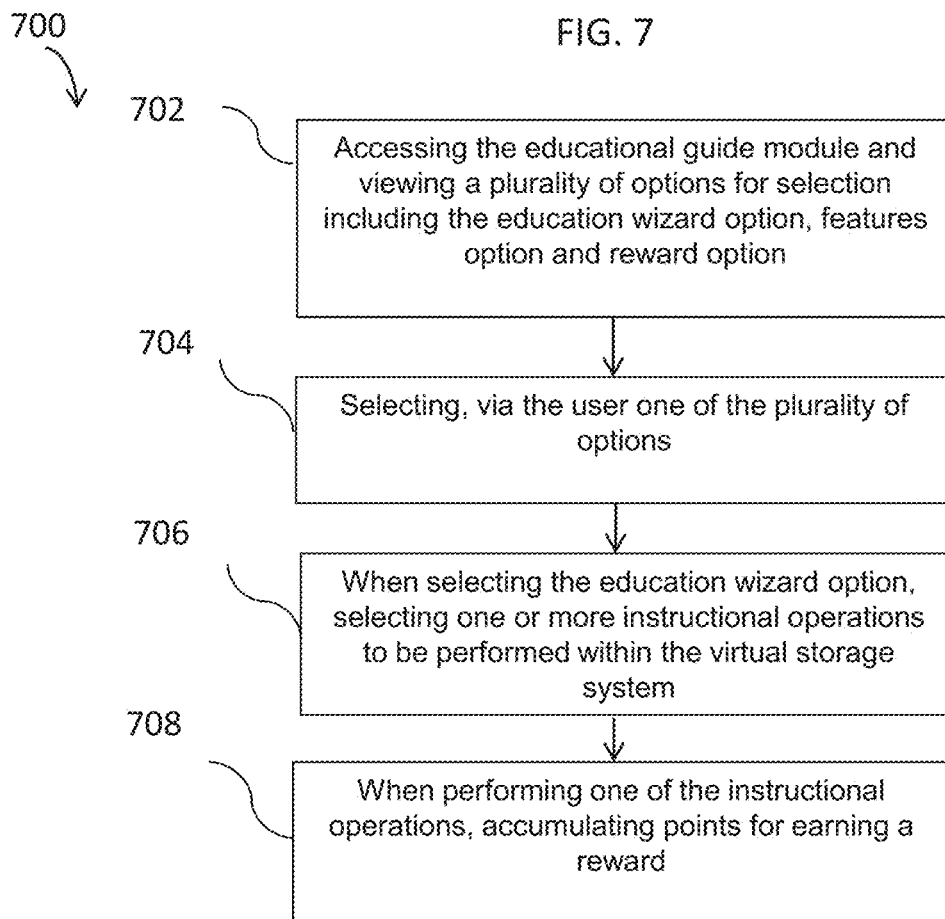 700
FIG. 7
702
Accessing the educational guide module and
viewing a plurality of options for selection
including the education wizard option, features
option and reward option
704
Selecting, via the user one of the plurality of
options
706
When selecting the education wizard option,
selecting one or more instructional operations
to be performed within the virtual storage
system
708
When performing one of the instructional
operations, accumulating points for earning a
reward